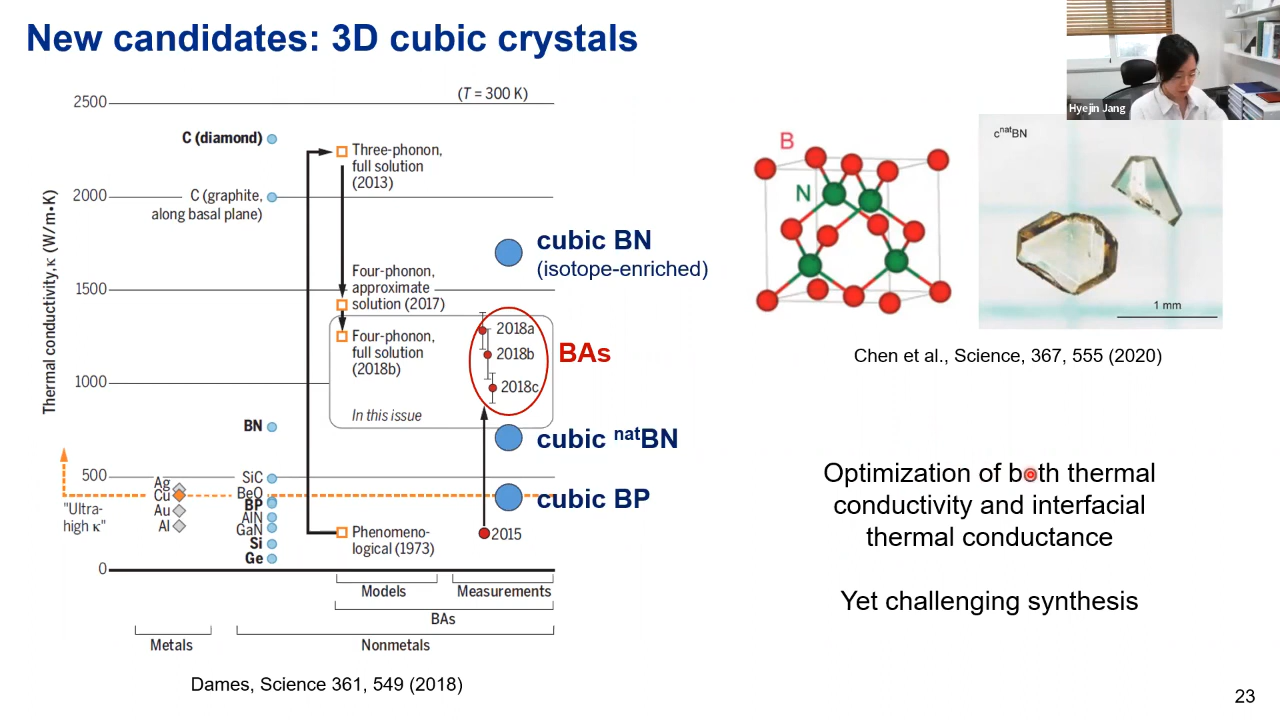 New candidates: 3D cubic crystals
Hyejin Jang
Thermal conductivity, κ (W/m•K)
2500
2000
1500
1000
500
0
(T = 300 K)
C (diamond)
C (graphite,
along basal plane)
Three-phonon,
full solution
(2013)
Four-phonon,
approximate
solution (2017)
Four-phonon,
full solution
(2018b)
In this issue
2018a
2018b
2018c
BAs
cubic BN
(isotope-enriched)
cubic natBN
cubic BP
BN
SiC
BeO
BP
AlN
GaN
Si
Ge
Ag
Cu
Au
Al
"Ultra-
high κ"
Phenomeno-
logical (1973)
2015
Models
Measurements
BAs
Metals
Nonmetals
Dames, Science 361, 549 (2018)
B
N
cnatBN
1 mm
Chen et al., Science, 367, 555 (2020)
Optimization of both thermal
conductivity and interfacial
thermal conductance
Yet challenging synthesis
23